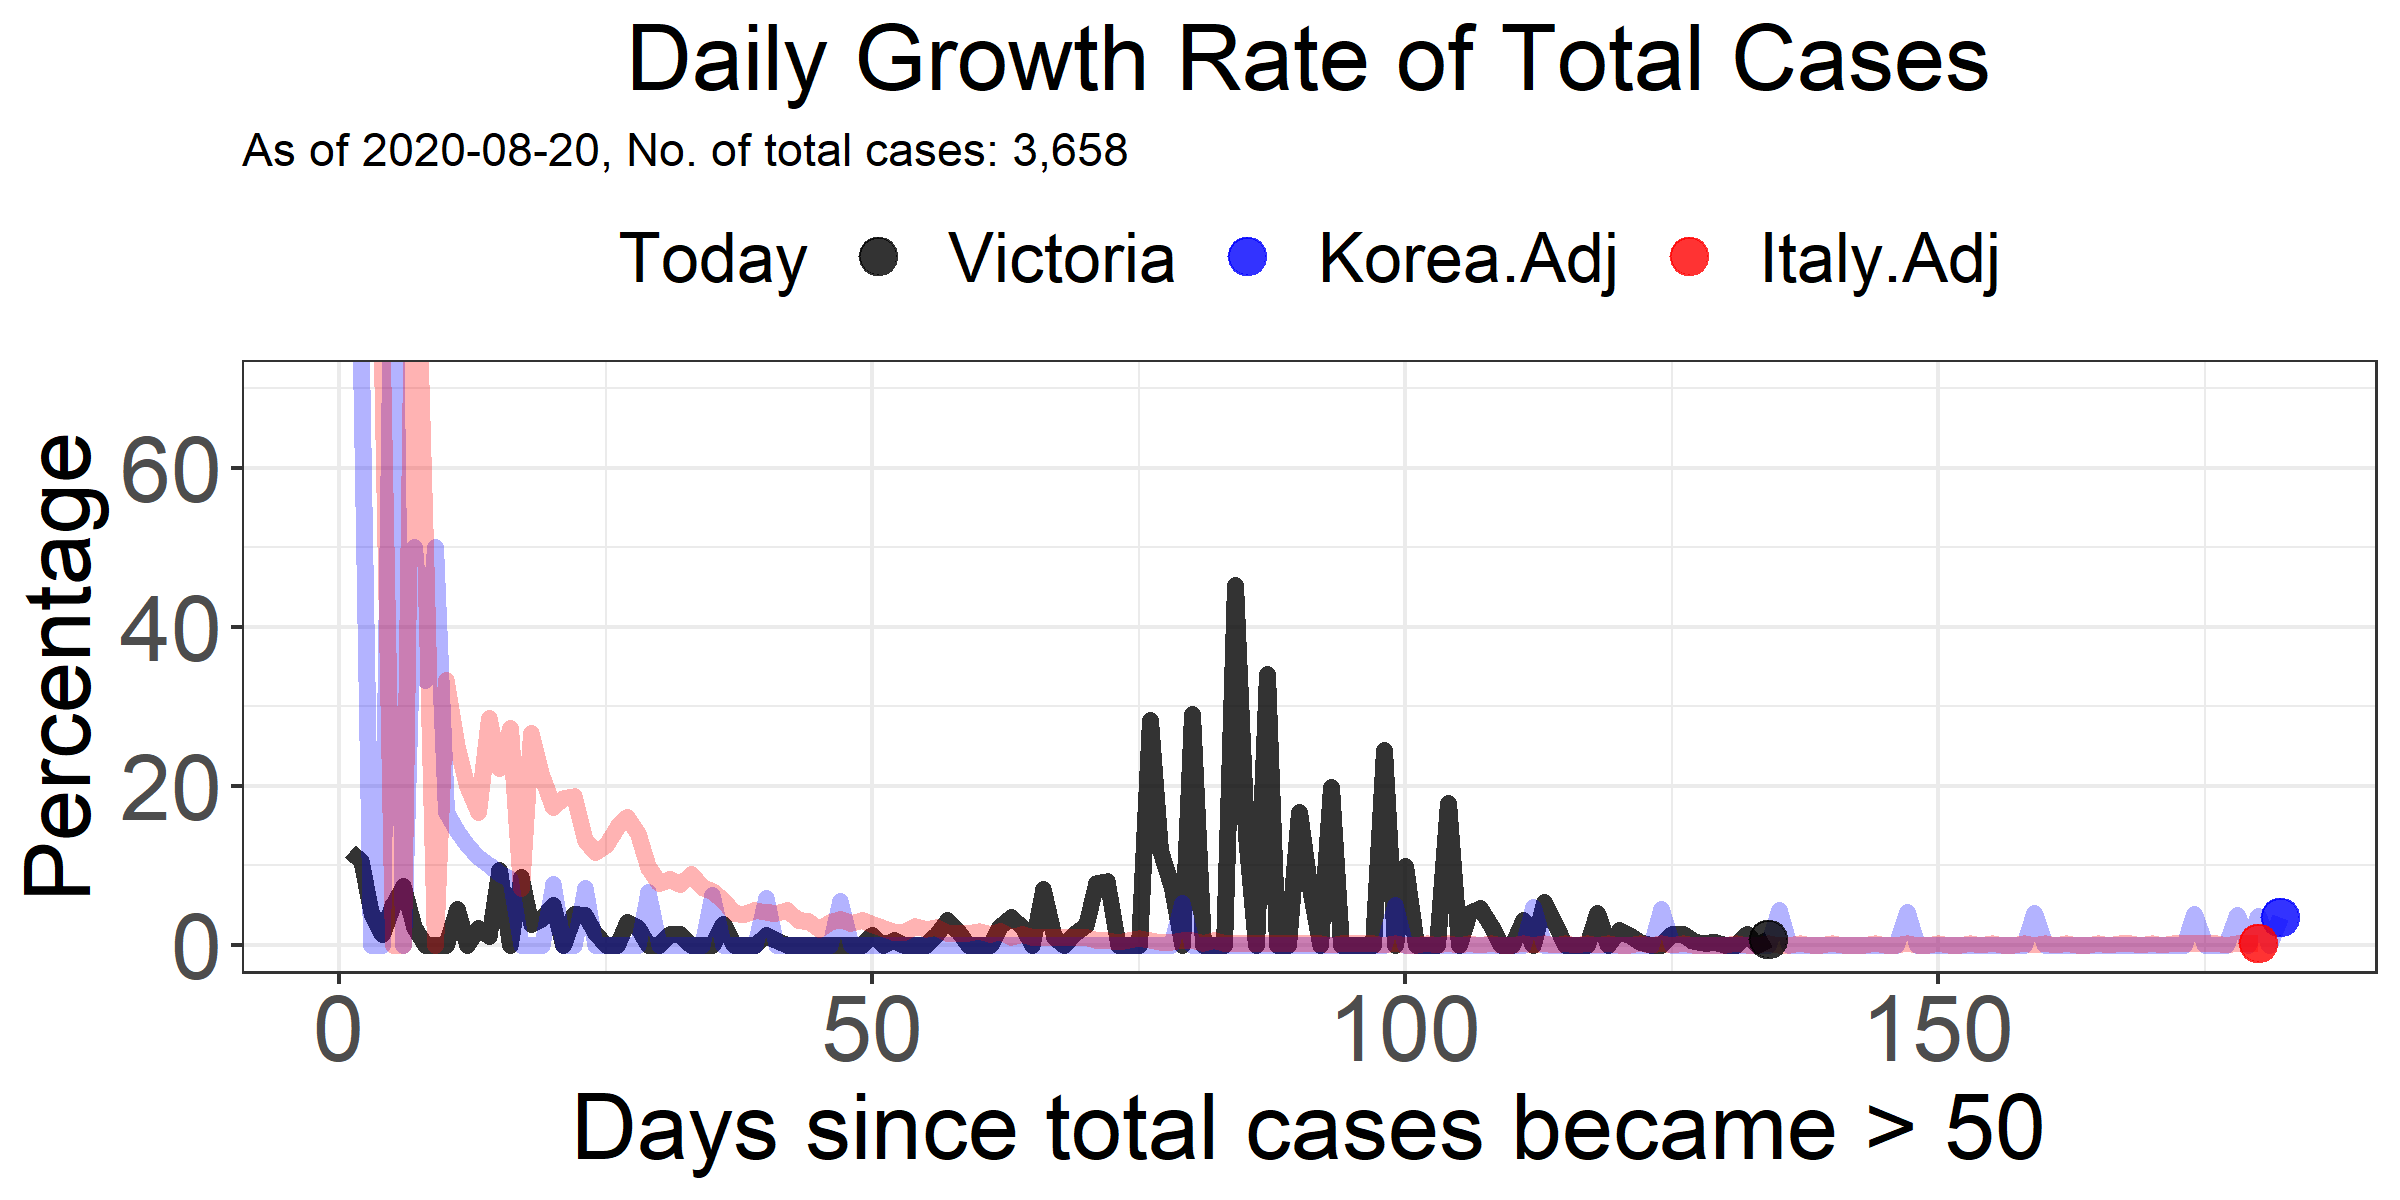 Daily Growth Rate of Total Cases
As of 2020-08-20, No. of total cases: 3,658
Today Victoria Korea.Adj Italy.Adj
Percentage
60
40
20
0
0 50 100 150
Days since total cases became > 50